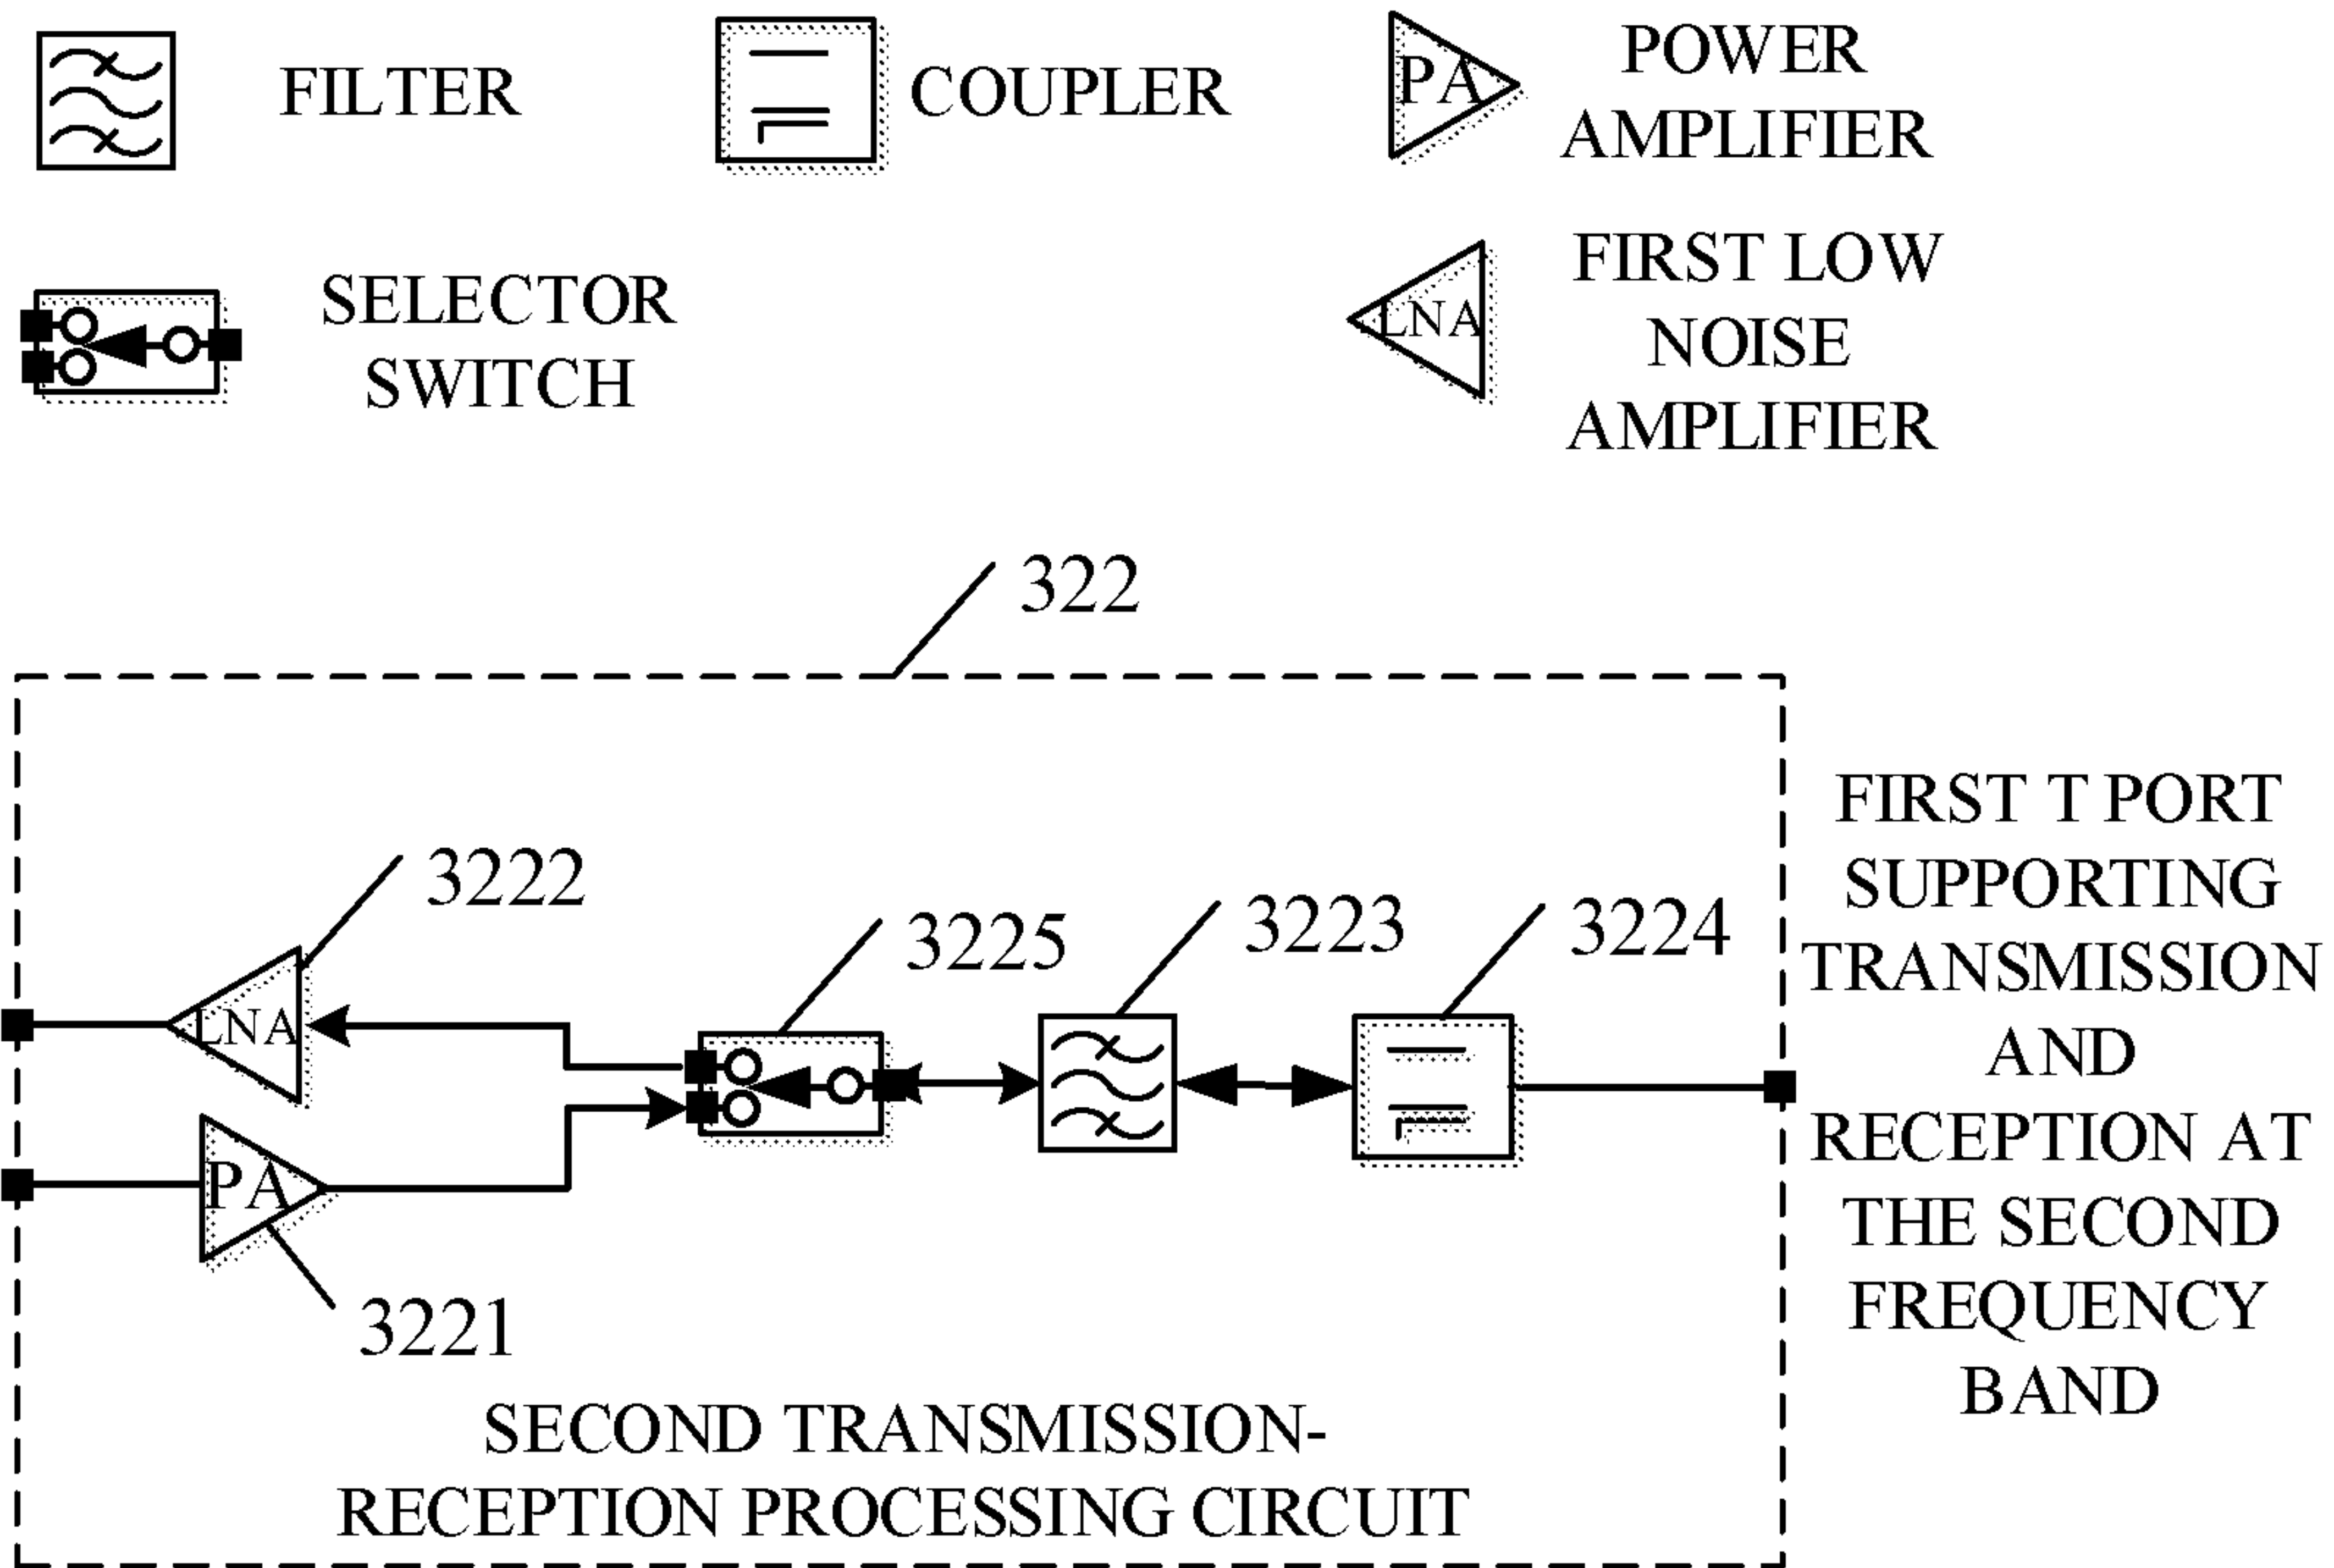 FILTER
COUPLER
PA
POWER
AMPLIFIER
SELECTOR
SWITCH
LNA
FIRST LOW
NOISE
AMPLIFIER
322
3222
3225
3223
3224
LNA
PA
3221
SECOND TRANSMISSION-
RECEPTION PROCESSING CIRCUIT
FIRST T PORT
SUPPORTING
TRANSMISSION
AND
RECEPTION AT
THE SECOND
FREQUENCY
BAND